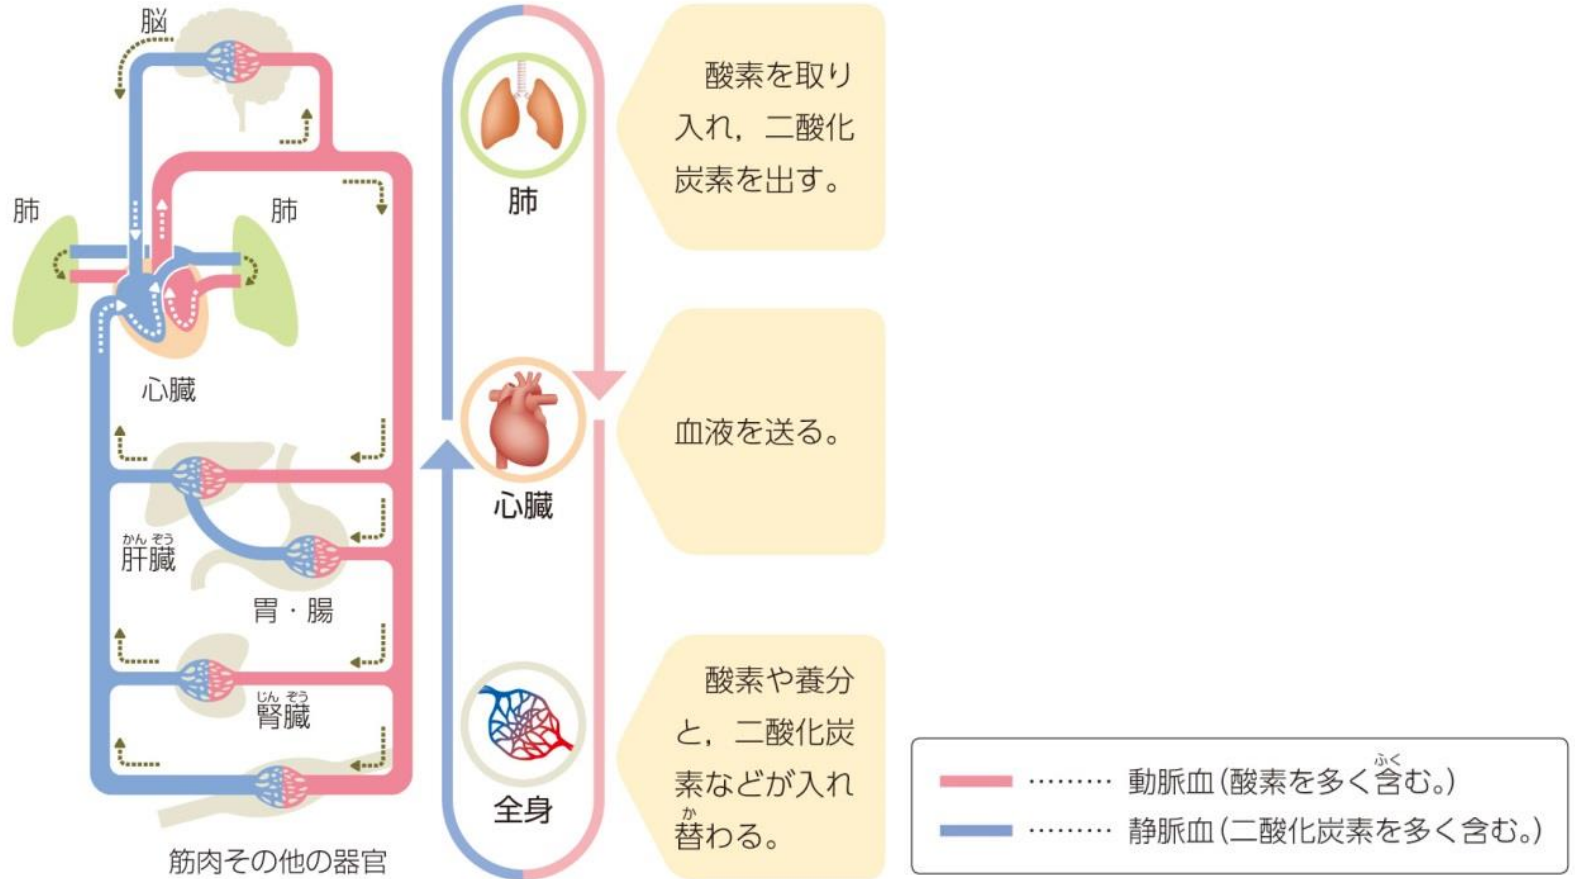 脳
肺
肺
心臓
かんぞう
肝臓
胃・腸
じんぞう
腎臓
筋肉その他の器官
肺
心臓
全身
酸素を取り
入れ，二酸化
炭素を出す。
血液を送る。
酸素や養分
と，二酸化炭
素などが入れ
か
替わる。
ふく
……… 動脈血(酸素を多く含む。)
……… 静脈血(二酸化炭素を多く含む。)